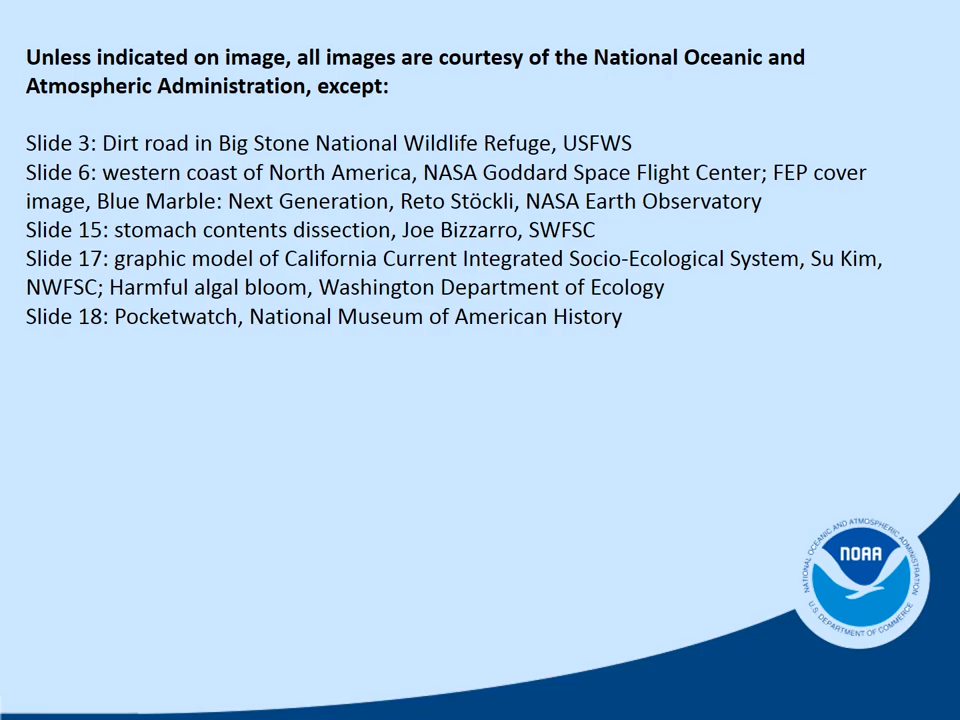 Unless indicated on image, all images are courtesy of the National Oceanic and
Atmospheric Administration, except:
Slide 3: Dirt road in Big Stone National Wildlife Refuge, USFWS
Slide 6: western coast of North America, NASA Goddard Space Flight Center; FEP cover
image, Blue Marble: Next Generation, Reto Stöckli, NASA Earth Observatory
Slide 15: stomach contents dissection, Joe Bizzarro, SWFSC
Slide 17: graphic model of California Current Integrated Socio-Ecological System, Su Kim,
NWFSC; Harmful algal bloom, Washington Department of Ecology
Slide 18: Pocketwatch, National Museum of American History
NATIONAL OCEANIC AND ATMOSPHERIC ADMINISTRATION
NOAA
U.S. DEPARTMENT OF COMMERCE